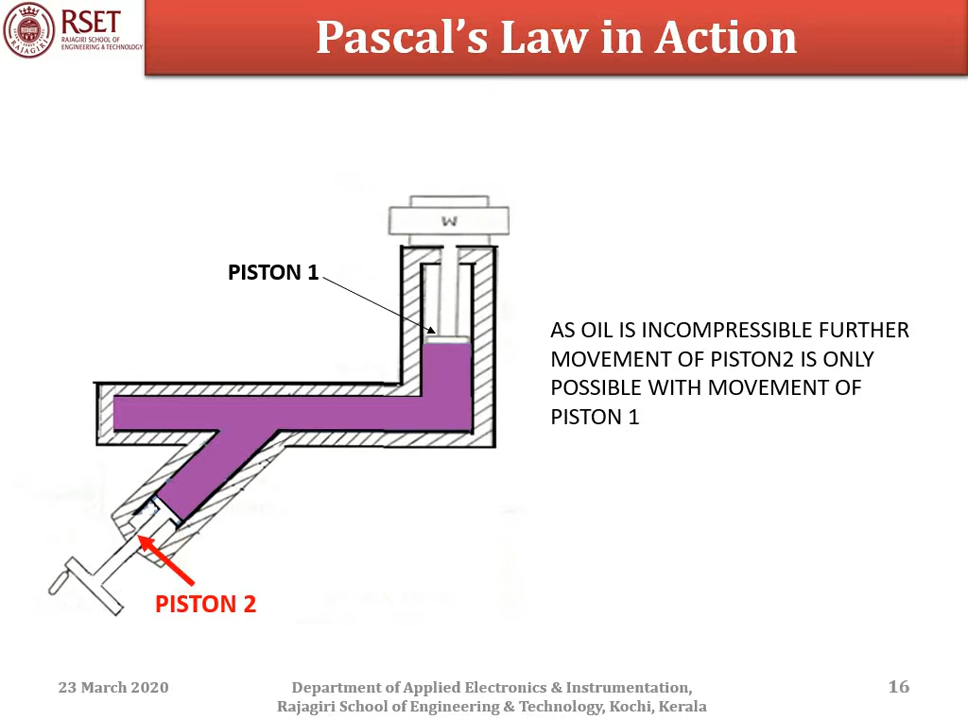 RSET
RAJAGIRI SCHOOL OF
ENGINEERING & TECHNOLOGY
RAJAGIRI
Pascal's Law in Action
W
PISTON 1
AS OIL IS INCOMPRESSIBLE FURTHER
MOVEMENT OF PISTON2 IS ONLY
POSSIBLE WITH MOVEMENT OF
PISTON 1
PISTON 2
23 March 2020
Department of Applied Electronics & Instrumentation,
Rajagiri School of Engineering & Technology, Kochi, Kerala
16